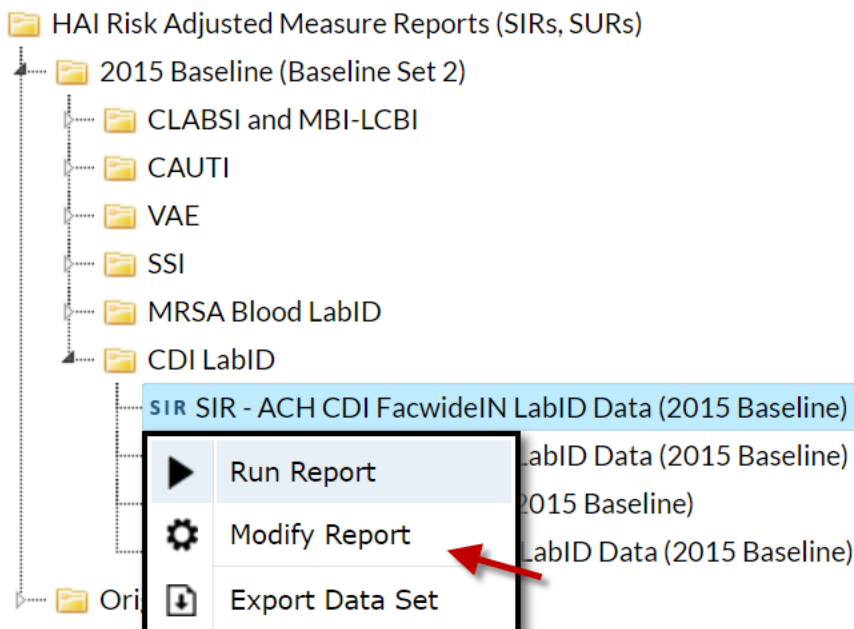 HAI Risk Adjusted Measure Reports (SIRs, SURs)
2015 Baseline (Baseline Set 2)
CLABSI and MBI-LCBI
CAUTI
VAE
SSI
MRSA Blood LabID
CDI LabID
SIR SIR - ACH CDI FacwideIN LabID Data (2015 Baseline)
LabID Data (2015 Baseline)
Run Report
2015 Baseline)
Modify Report
LabID Data (2015 Baseline)
Ori
Export Data Set